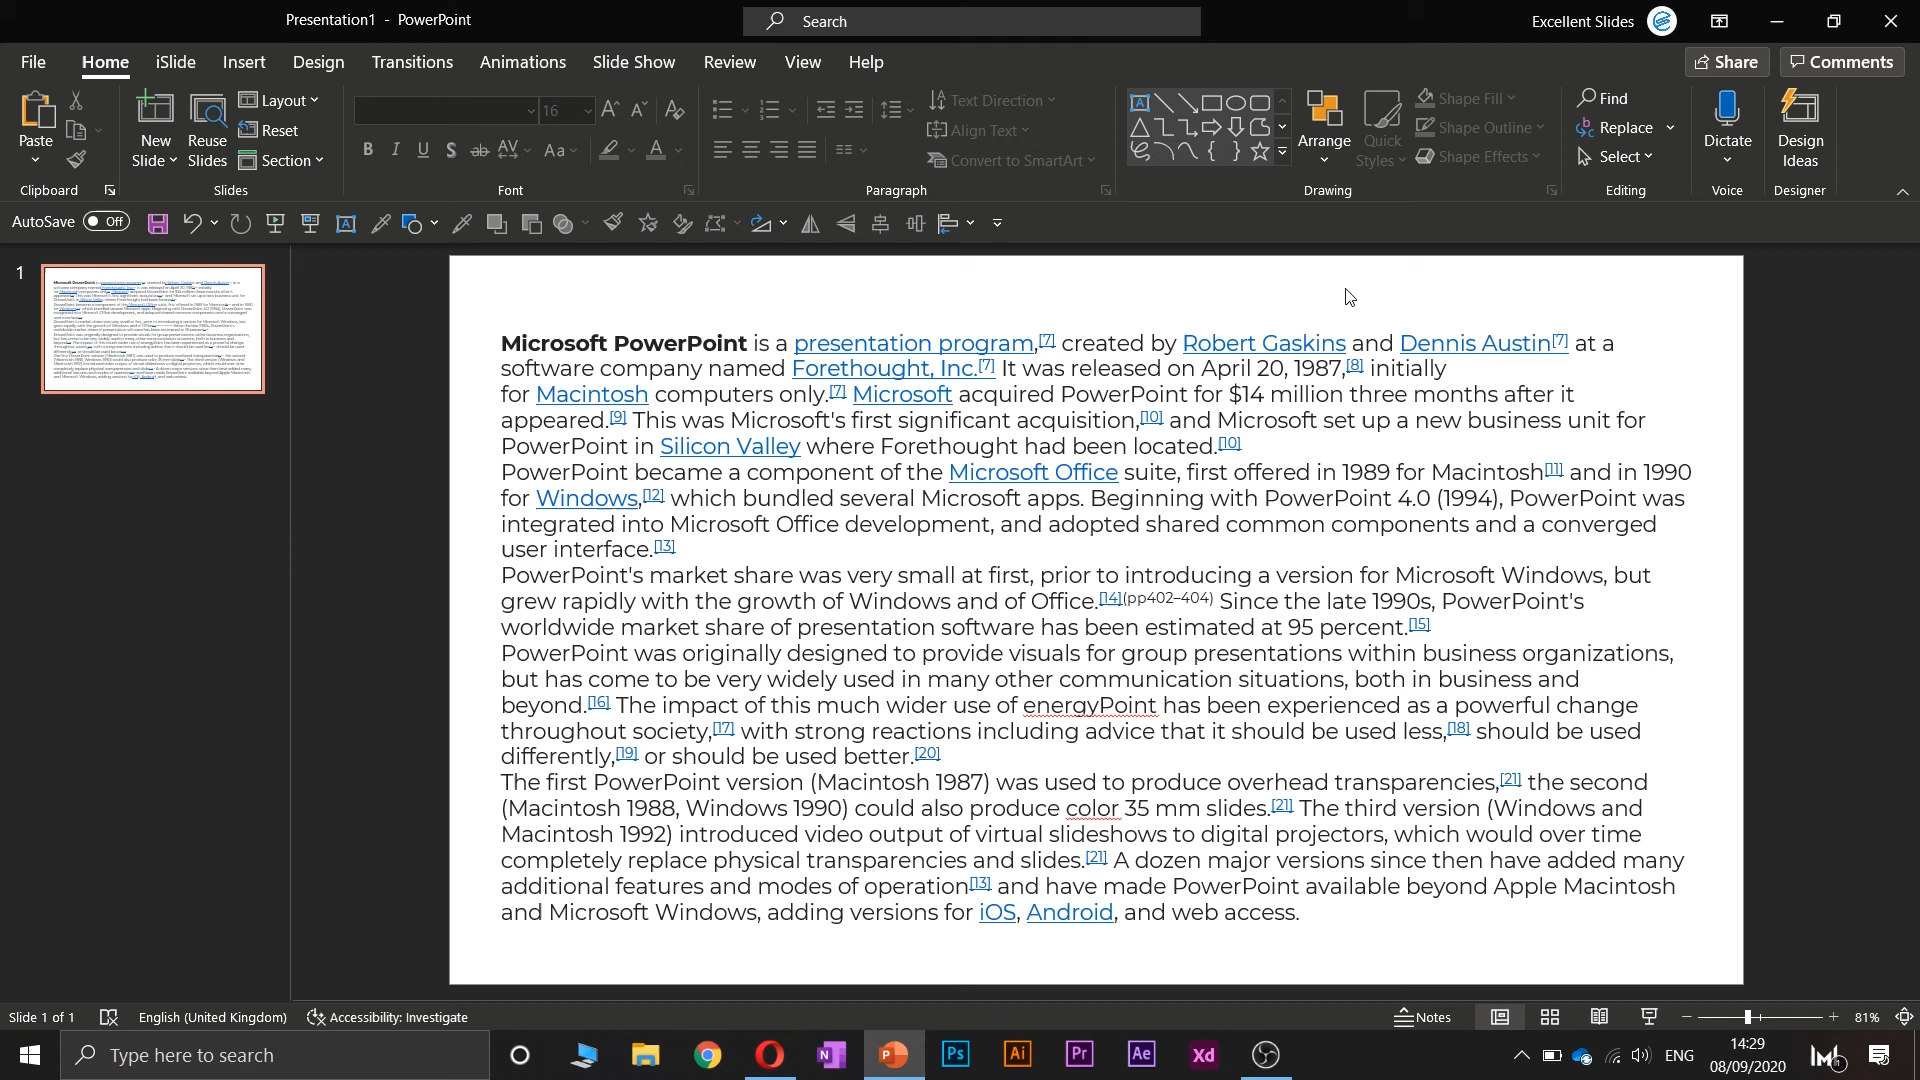 Presentation1 - PowerPoint
Search
Excellent Slides
File Home iSlide Insert Design Transitions Animations Slide Show Review View Help
Share Comments
Paste
Clipboard
New Slide
Reuse Slides
Layout
Reset
Section
Slides
16
B I U S ab AV Aa A
Font
Text Direction
Align Text
Convert to SmartArt
Paragraph
Arrange
Quick Styles
Shape Fill
Shape Outline
Shape Effects
Drawing
Find
Replace
Select
Editing
Dictate
Voice
Design Ideas
Designer
AutoSave Off
1
Microsoft PowerPoint is a presentation program,[7] created by Robert Gaskins and Dennis Austin[7] at a
software company named Forethought, Inc.[7] It was released on April 20, 1987,[8] initially
for Macintosh computers only.[7] Microsoft acquired PowerPoint for $14 million three months after it
appeared.[9] This was Microsoft's first significant acquisition,[10] and Microsoft set up a new business unit for
PowerPoint in Silicon Valley where Forethought had been located.[10]
PowerPoint became a component of the Microsoft Office suite, first offered in 1989 for Macintosh[11] and in 1990
for Windows,[12] which bundled several Microsoft apps. Beginning with PowerPoint 4.0 (1994), PowerPoint was
integrated into Microsoft Office development, and adopted shared common components and a converged
user interface.[13]
PowerPoint's market share was very small at first, prior to introducing a version for Microsoft Windows, but
grew rapidly with the growth of Windows and of Office.[14](pp402–404) Since the late 1990s, PowerPoint's
worldwide market share of presentation software has been estimated at 95 percent.[15]
PowerPoint was originally designed to provide visuals for group presentations within business organizations,
but has come to be very widely used in many other communication situations, both in business and
beyond.[16] The impact of this much wider use of energyPoint has been experienced as a powerful change
throughout society,[17] with strong reactions including advice that it should be used less,[18] should be used
differently,[19] or should be used better.[20]
The first PowerPoint version (Macintosh 1987) was used to produce overhead transparencies,[21] the second
(Macintosh 1988, Windows 1990) could also produce color 35 mm slides.[21] The third version (Windows and
Macintosh 1992) introduced video output of virtual slideshows to digital projectors, which would over time
completely replace physical transparencies and slides.[21] A dozen major versions since then have added many
additional features and modes of operation[13] and have made PowerPoint available beyond Apple Macintosh
and Microsoft Windows, adding versions for iOS, Android, and web access.
Slide 1 of 1 English (United Kingdom) Accessibility: Investigate Notes 81%
Type here to search
Ps Ai Pr Ae Xd
ENG
14:29
08/09/2020